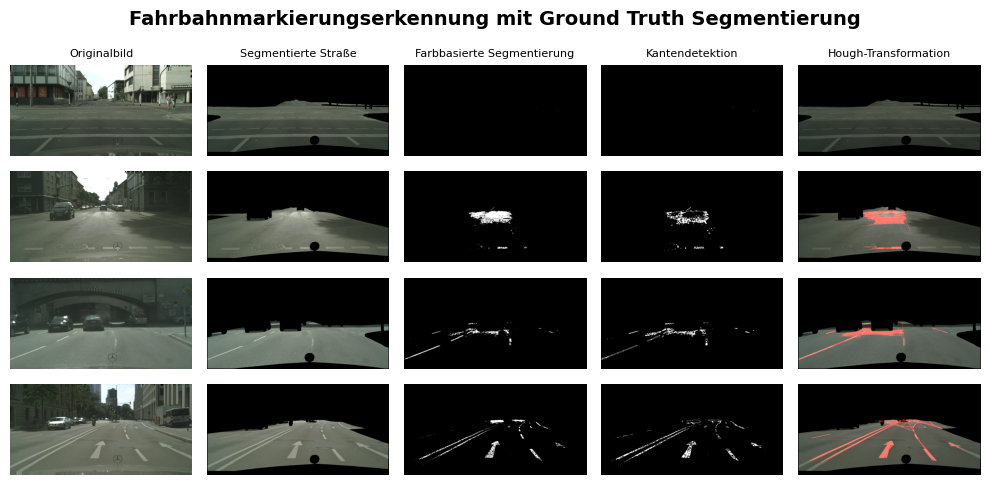 Fahrbahnmarkierungserkennung mit Ground Truth Segmentierung
Originalbild
Segmentierte Straße
Farbbasierte Segmentierung
Kantendetektion
Hough-Transformation